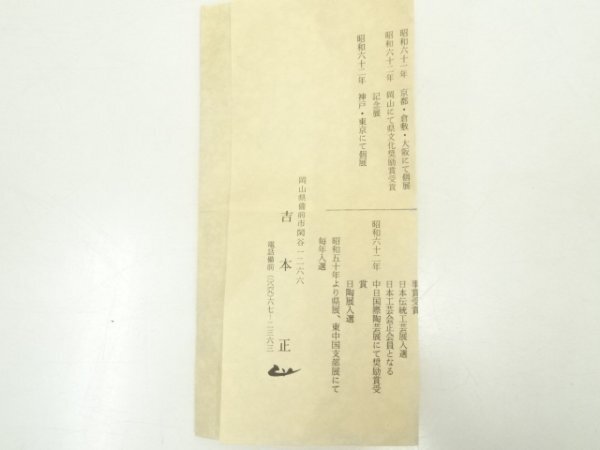 昭和六十一年 京都・倉敷・大阪にて個展
昭和六十二年 岡山にて県文化奨励賞受賞
記念展
昭和六十二年 神戸・東京にて個展
日本伝統工芸展入選
日本工芸会正会員となる
昭和六十二年 中日国際陶芸展にて奨励賞受
賞
日陶展入選
昭和五十年より県展、東中国支部展にて
毎年入選
岡山県備前市閑谷一二六六
吉本 正
電話備前 六七-二三六三